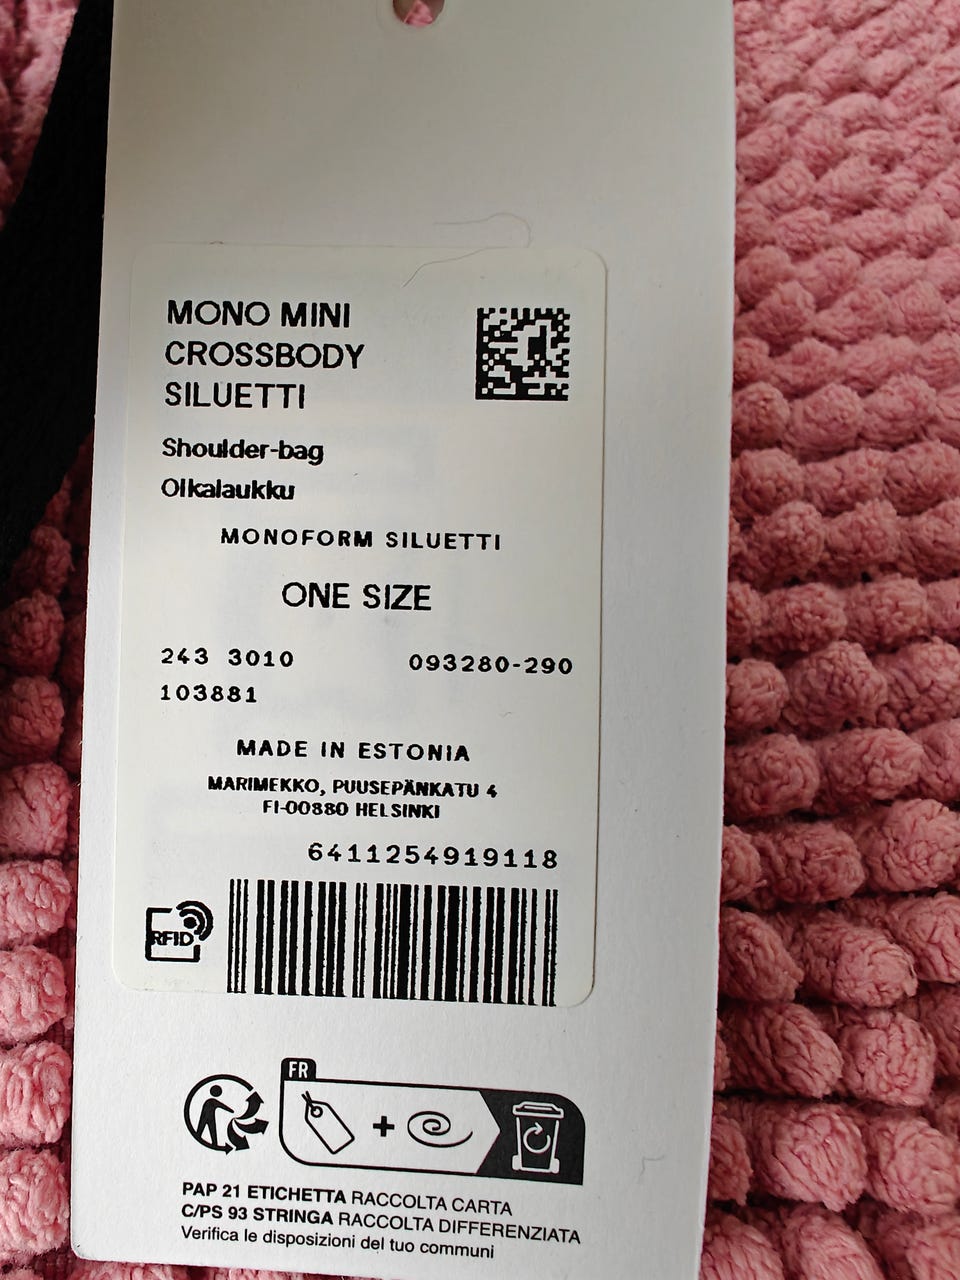 MONO MINI
CROSSBODY
SILUETTI
Shoulder-bag
Olkalaukku
MONOFORM SILUETTI
ONE SIZE
243 3010 093280-290
103881
MADE IN ESTONIA
MARIMEKKO, PUUSEPÄNKATU 4
FI-00880 HELSINKI
6411254919118
RFID
FR
PAP 21 ETICHETTA RACCOLTA CARTA
C/PS 93 STRINGA RACCOLTA DIFFERENZIATA
Verifica le disposizioni del tuo communi